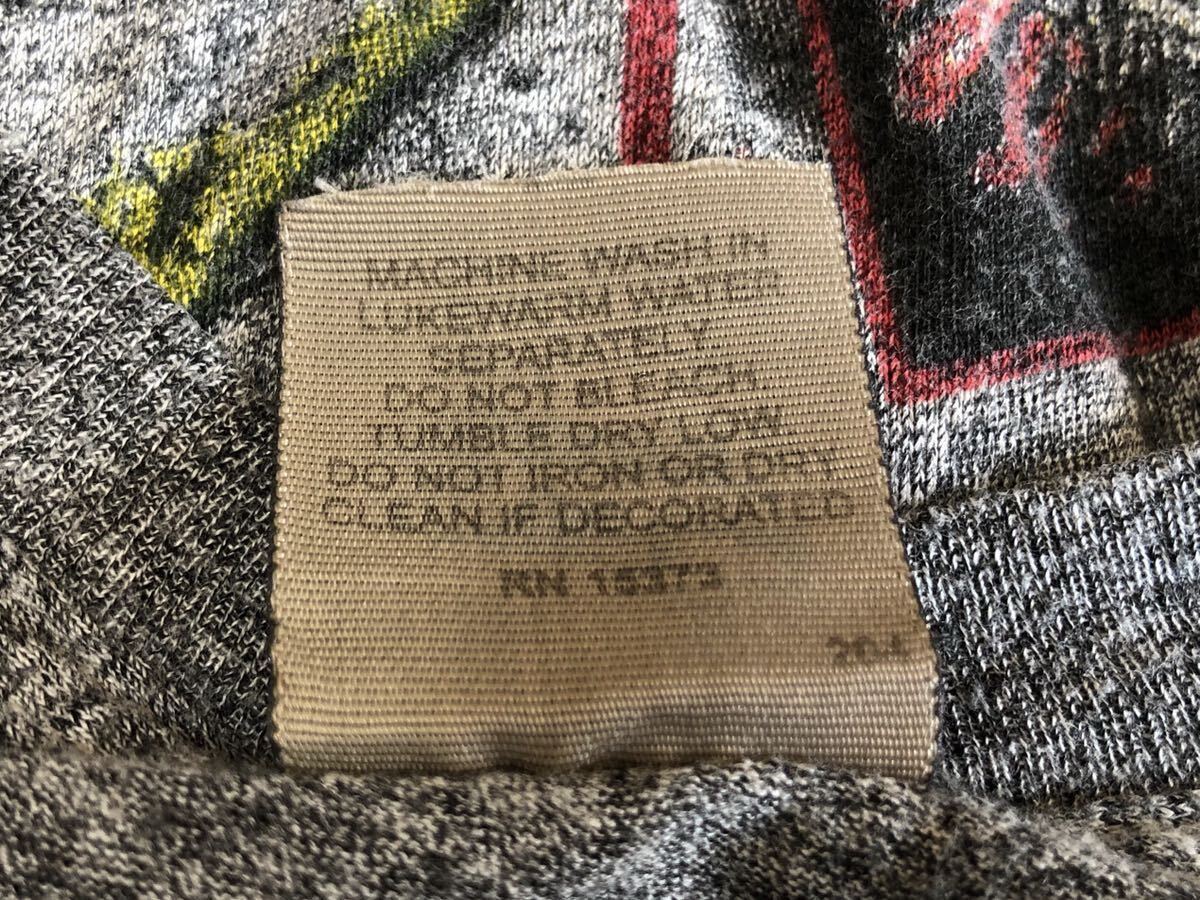 MACHINE WASH IN
LUKEWARM WATER
SEPARATELY
DO NOT BLEACH
TUMBLE DRY LOW
DO NOT IRON OR DRY
CLEAN IF DECORATED
RN 15373
204